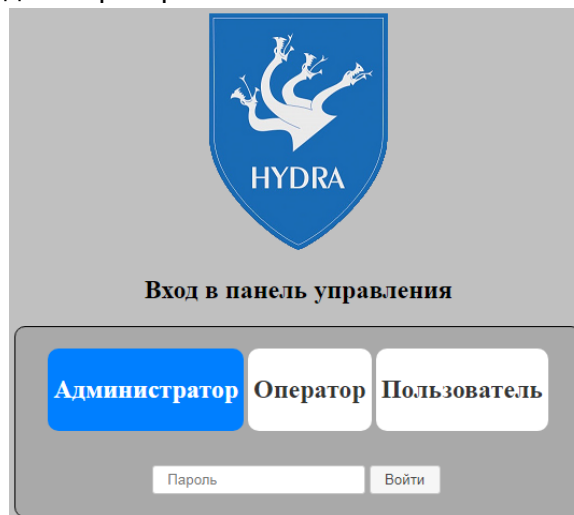 HYDRA
Вход в панель управления
Администратор Оператор Пользователь
Пароль Войти